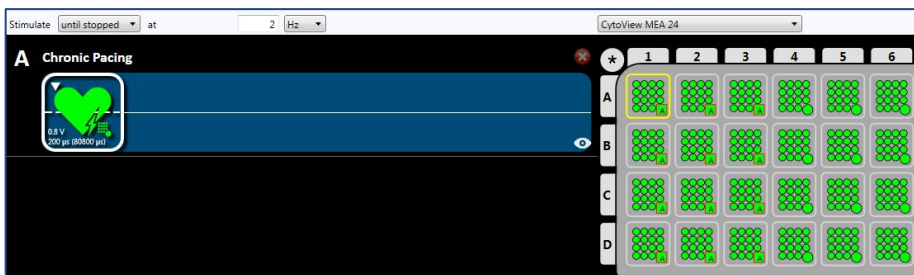 Stimulate until stopped at 2 Hz CytoView MEA 24
A Chronic Pacing
* 1 2 3 4 5 6
0.8 V
200 µs (80800 µs)
A A A A
B A A A
C A A A
D A A A